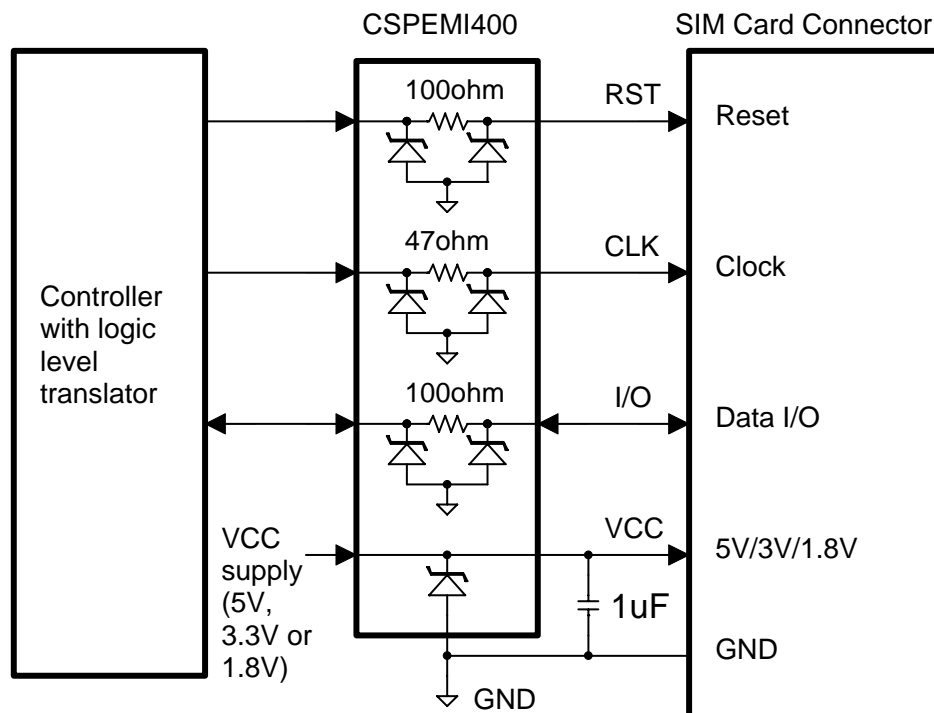 CSPEMI400
SIM Card Connector
100ohm
RST
Reset
47ohm
CLK
Clock
Controller
with logic
level
translator
100ohm
I/O
Data I/O
VCC
supply
(5V,
3.3V or
1.8V)
VCC
5V/3V/1.8V
1uF
GND
GND